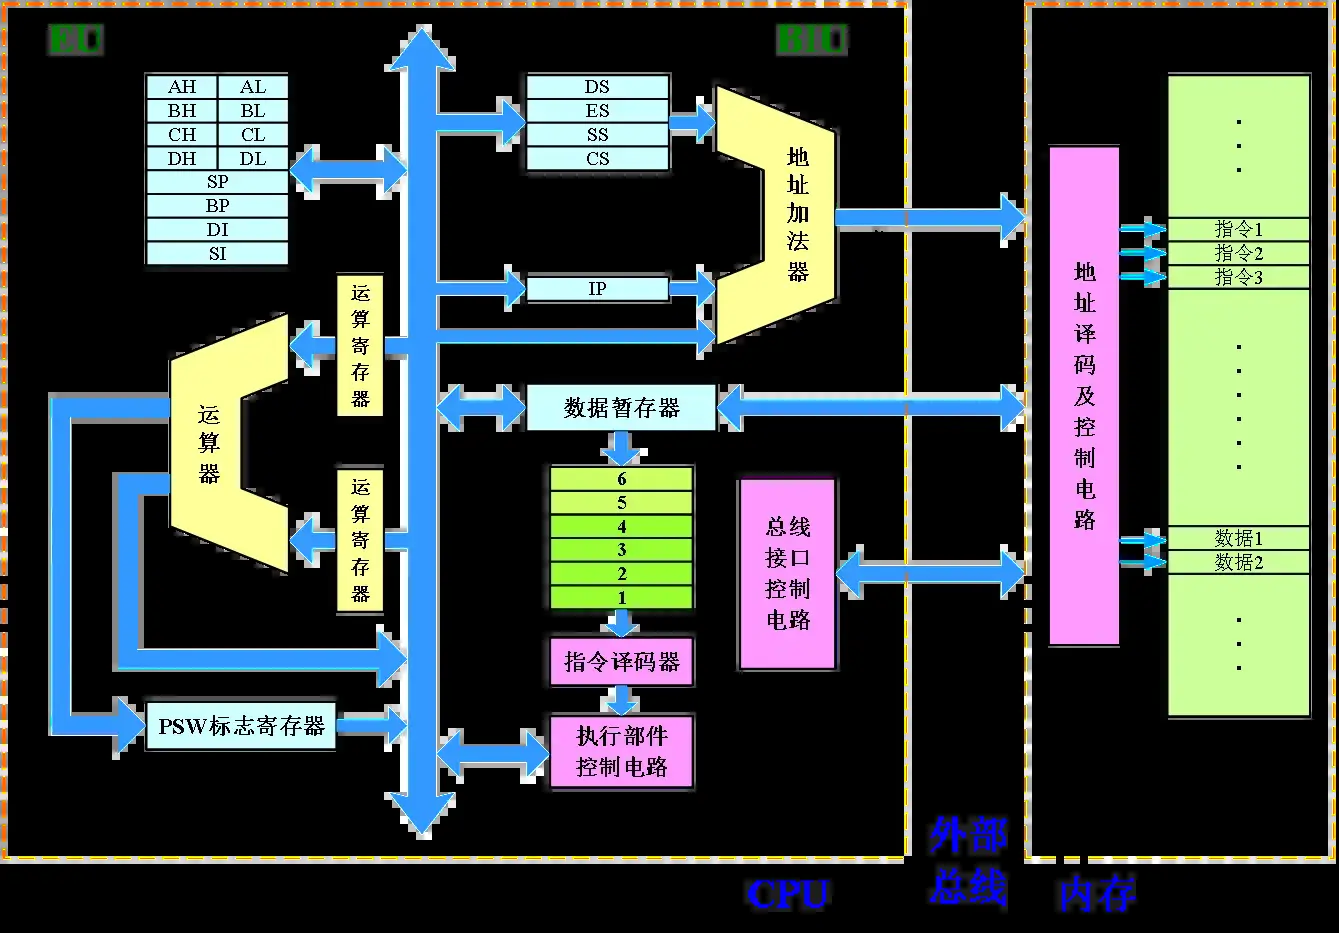 EU
BIU
AH AL
BH BL
CH CL
DH DL
SP
BP
DI
SI
DS
ES
SS
CS
IP
地址加法器
运算寄存器
运算器
运算寄存器
数据暂存器
6
5
4
3
2
1
指令译码器
执行部件
控制电路
总线
接口
控制
电路
PSW标志寄存器
地址译码及控制电路
·
·
·
指令1
指令2
指令3
·
·
·
·
·
·
数据1
数据2
·
·
·
CPU
外部
总线
内存